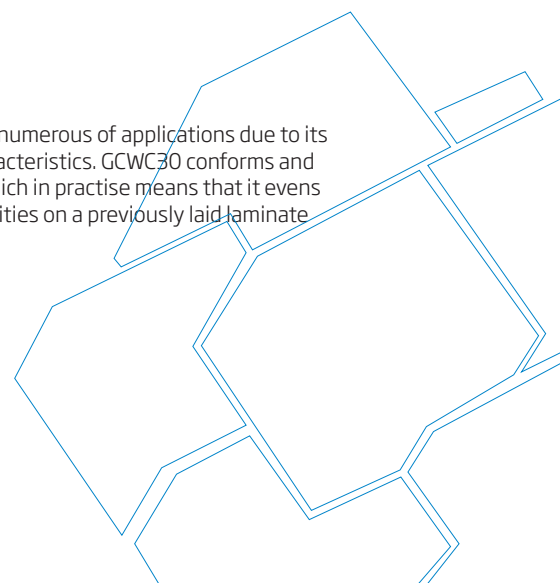 numerous of applications due to its
acteristics. GCWC30 conforms and
ich in practise means that it evens
ities on a previously laid laminate